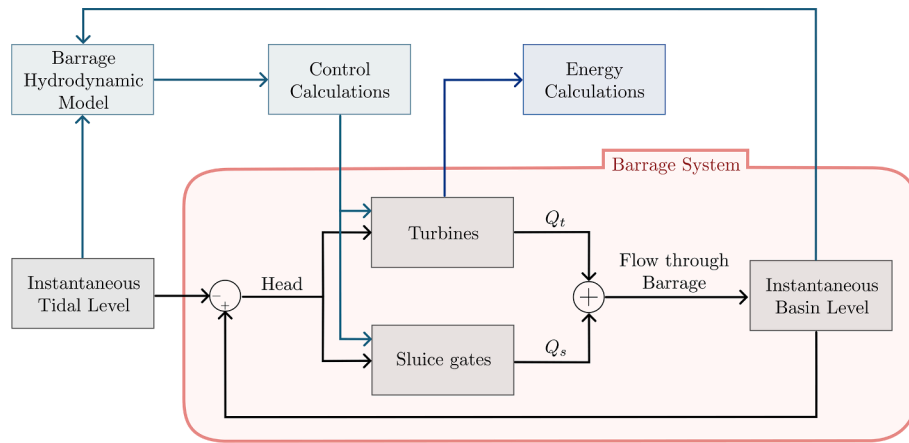 Barrage
Hydrodynamic
Model
Control
Calculations
Energy
Calculations
Barrage System
Instantaneous
Tidal Level
−
+
Head
Turbines
Sluice gates
Q_t
Q_s
+
Flow through
Barrage
Instantaneous
Basin Level